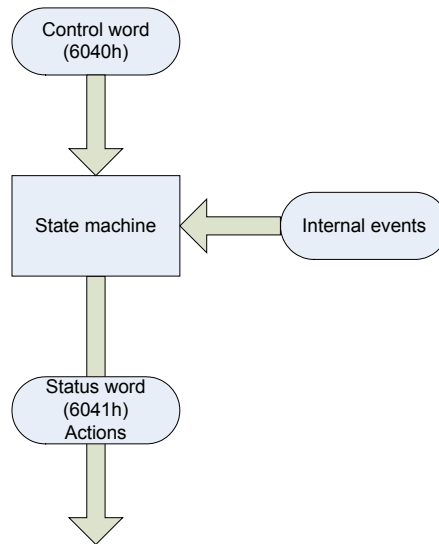 Control word
(6040h)
State machine
Internal events
Status word
(6041h)
Actions